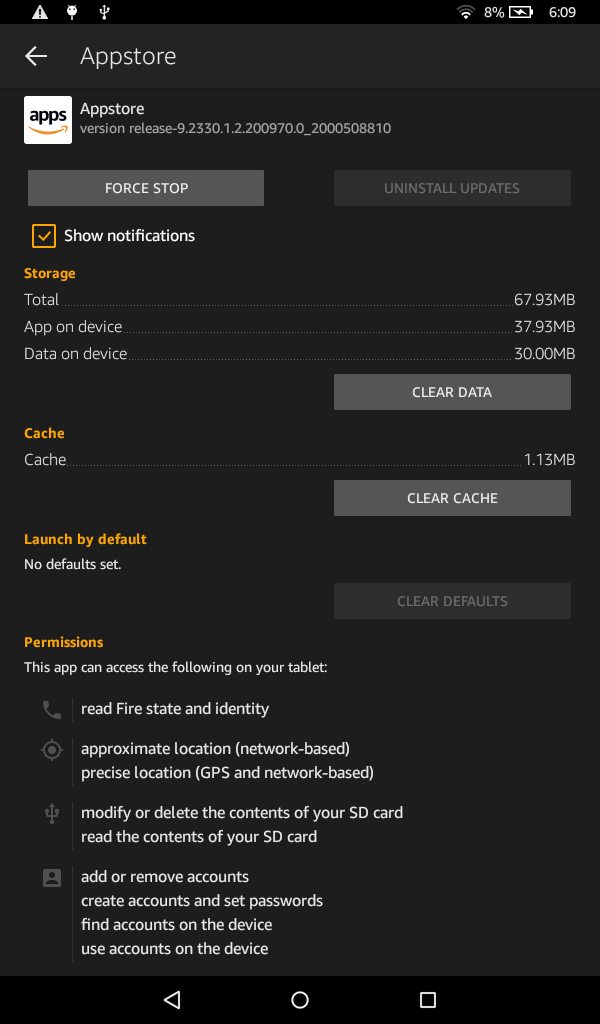 8% 6:09
Appstore
apps
Appstore
version release-9.2330.1.2.200970.0_2000508810
FORCE STOP UNINSTALL UPDATES
Show notifications
Storage
Total 67.93MB
App on device 37.93MB
Data on device 30.00MB
CLEAR DATA
Cache
Cache 1.13MB
CLEAR CACHE
Launch by default
No defaults set.
CLEAR DEFAULTS
Permissions
This app can access the following on your tablet:
read Fire state and identity
approximate location (network-based)
precise location (GPS and network-based)
modify or delete the contents of your SD card
read the contents of your SD card
add or remove accounts
create accounts and set passwords
find accounts on the device
use accounts on the device